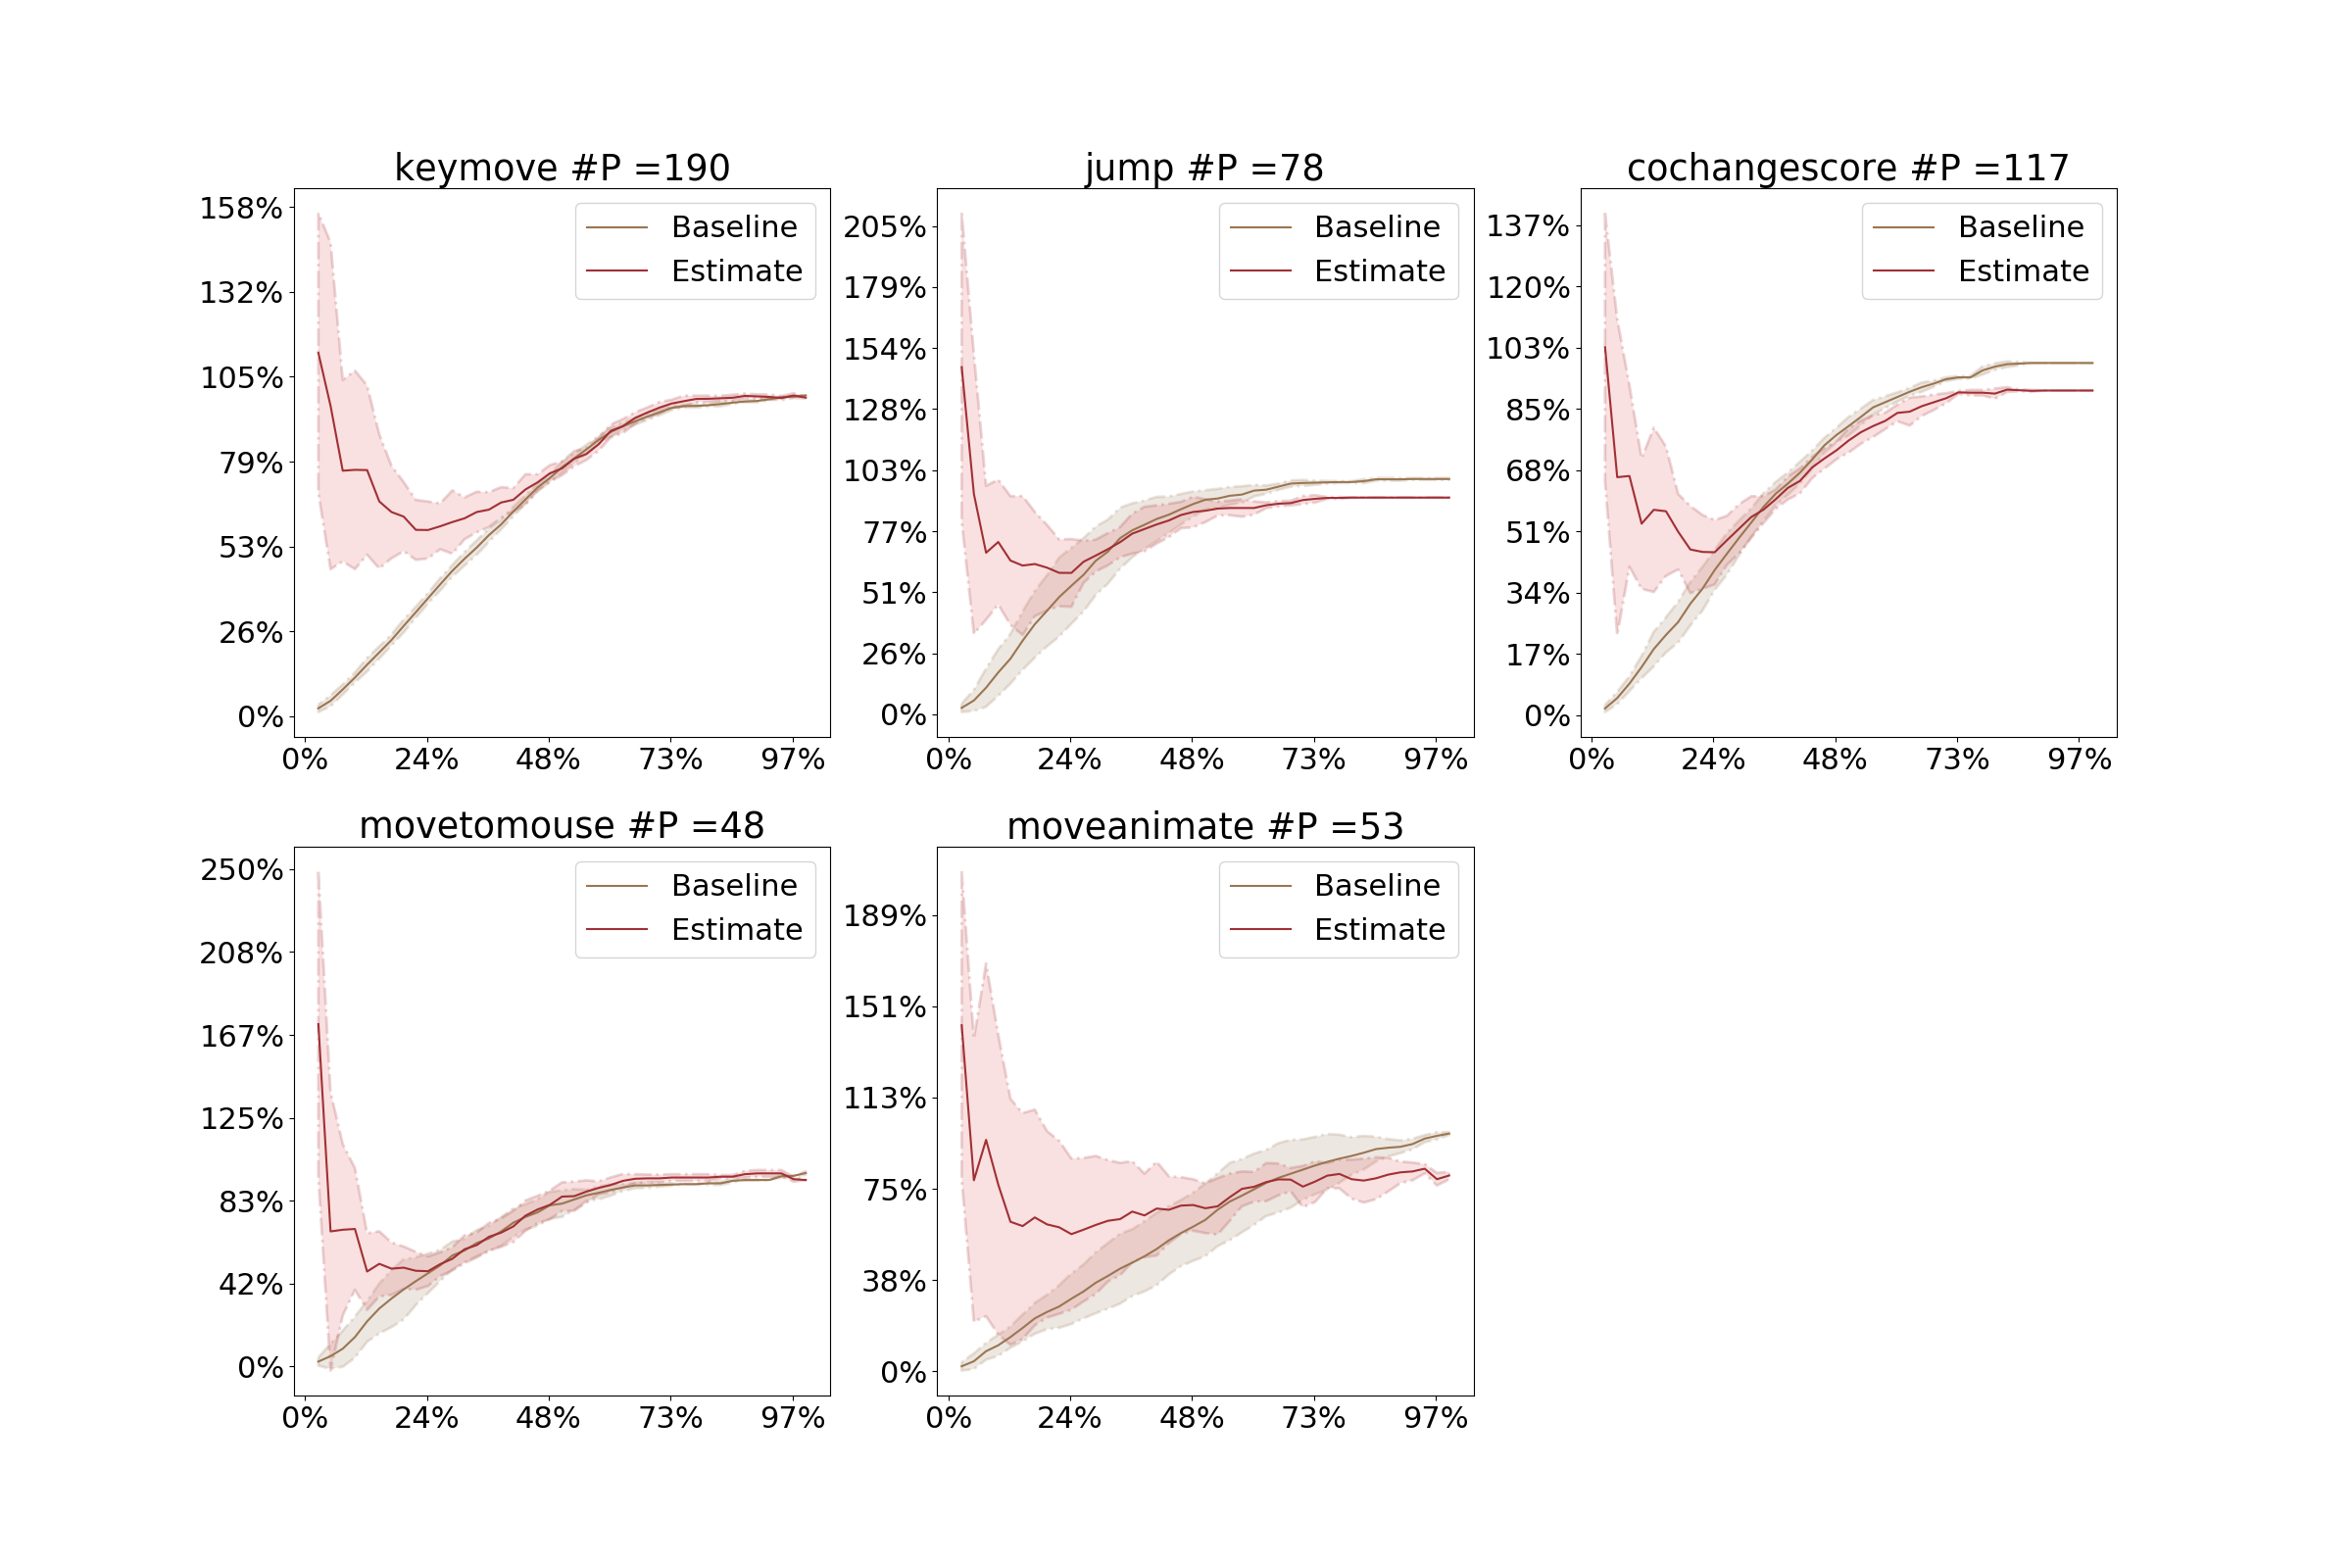 keymove #P =190
158%
132%
105%
79%
53%
26%
0%
0% 24% 48% 73% 97%
Baseline
Estimate
jump #P =78
205%
179%
154%
128%
103%
77%
51%
26%
0%
0% 24% 48% 73% 97%
Baseline
Estimate
cochangescore #P =117
137%
120%
103%
85%
68%
51%
34%
17%
0%
0% 24% 48% 73% 97%
Baseline
Estimate
movetomouse #P =48
250%
208%
167%
125%
83%
42%
0%
0% 24% 48% 73% 97%
Baseline
Estimate
moveanimate #P =53
189%
151%
113%
75%
38%
0%
0% 24% 48% 73% 97%
Baseline
Estimate